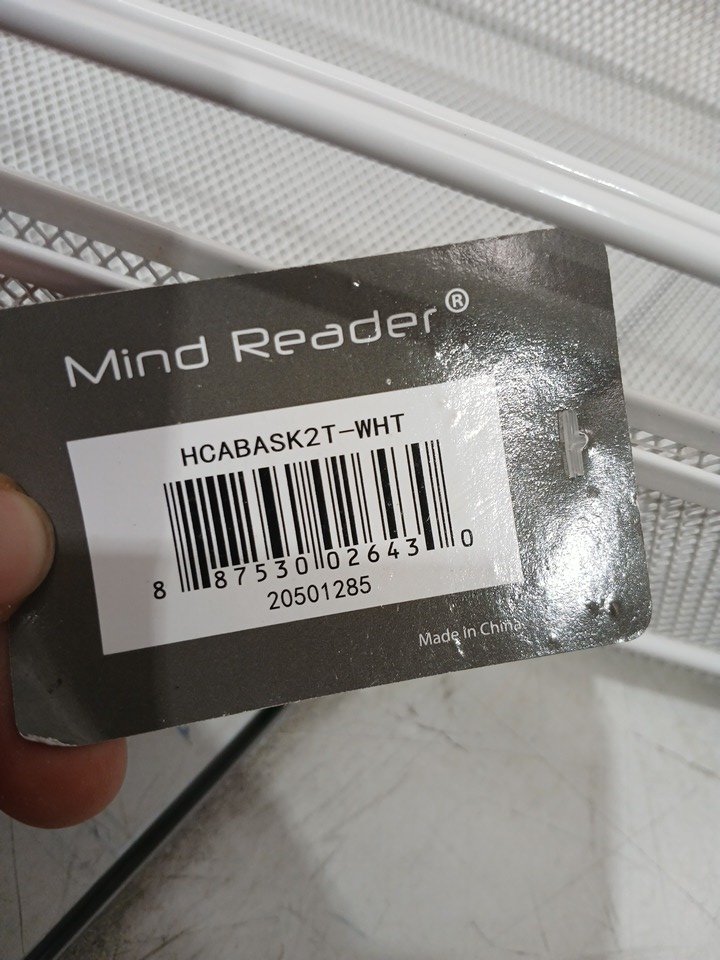 Mind Reader®
HCABASK2T-WHT
8 87530 02643 0
20501285
Made In China